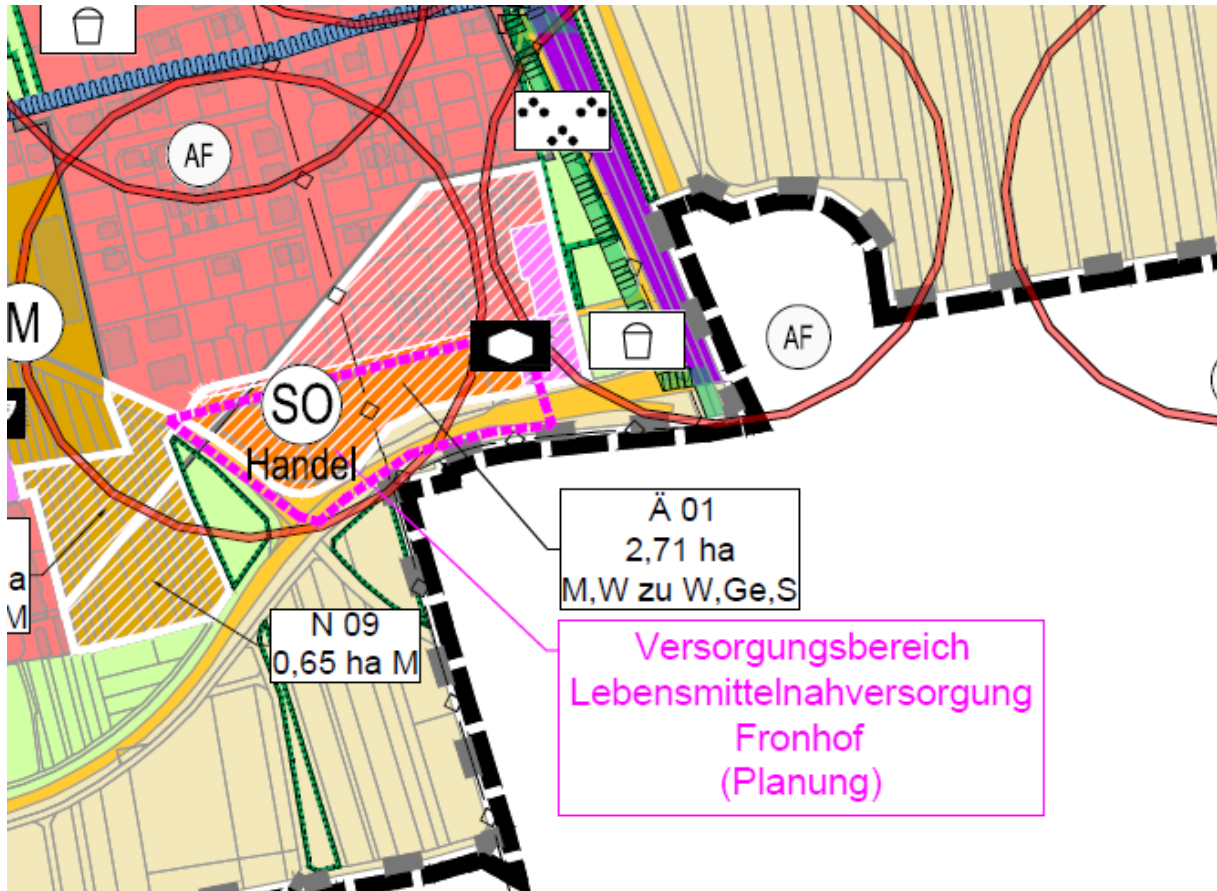 AF
M
SO
AF
Handel
a
M
Ä 01
2,71 ha
M,W zu W,Ge,S
N 09
0,65 ha M
Versorgungsbereich
Lebensmittelnahversorgung
Fronhof
(Planung)